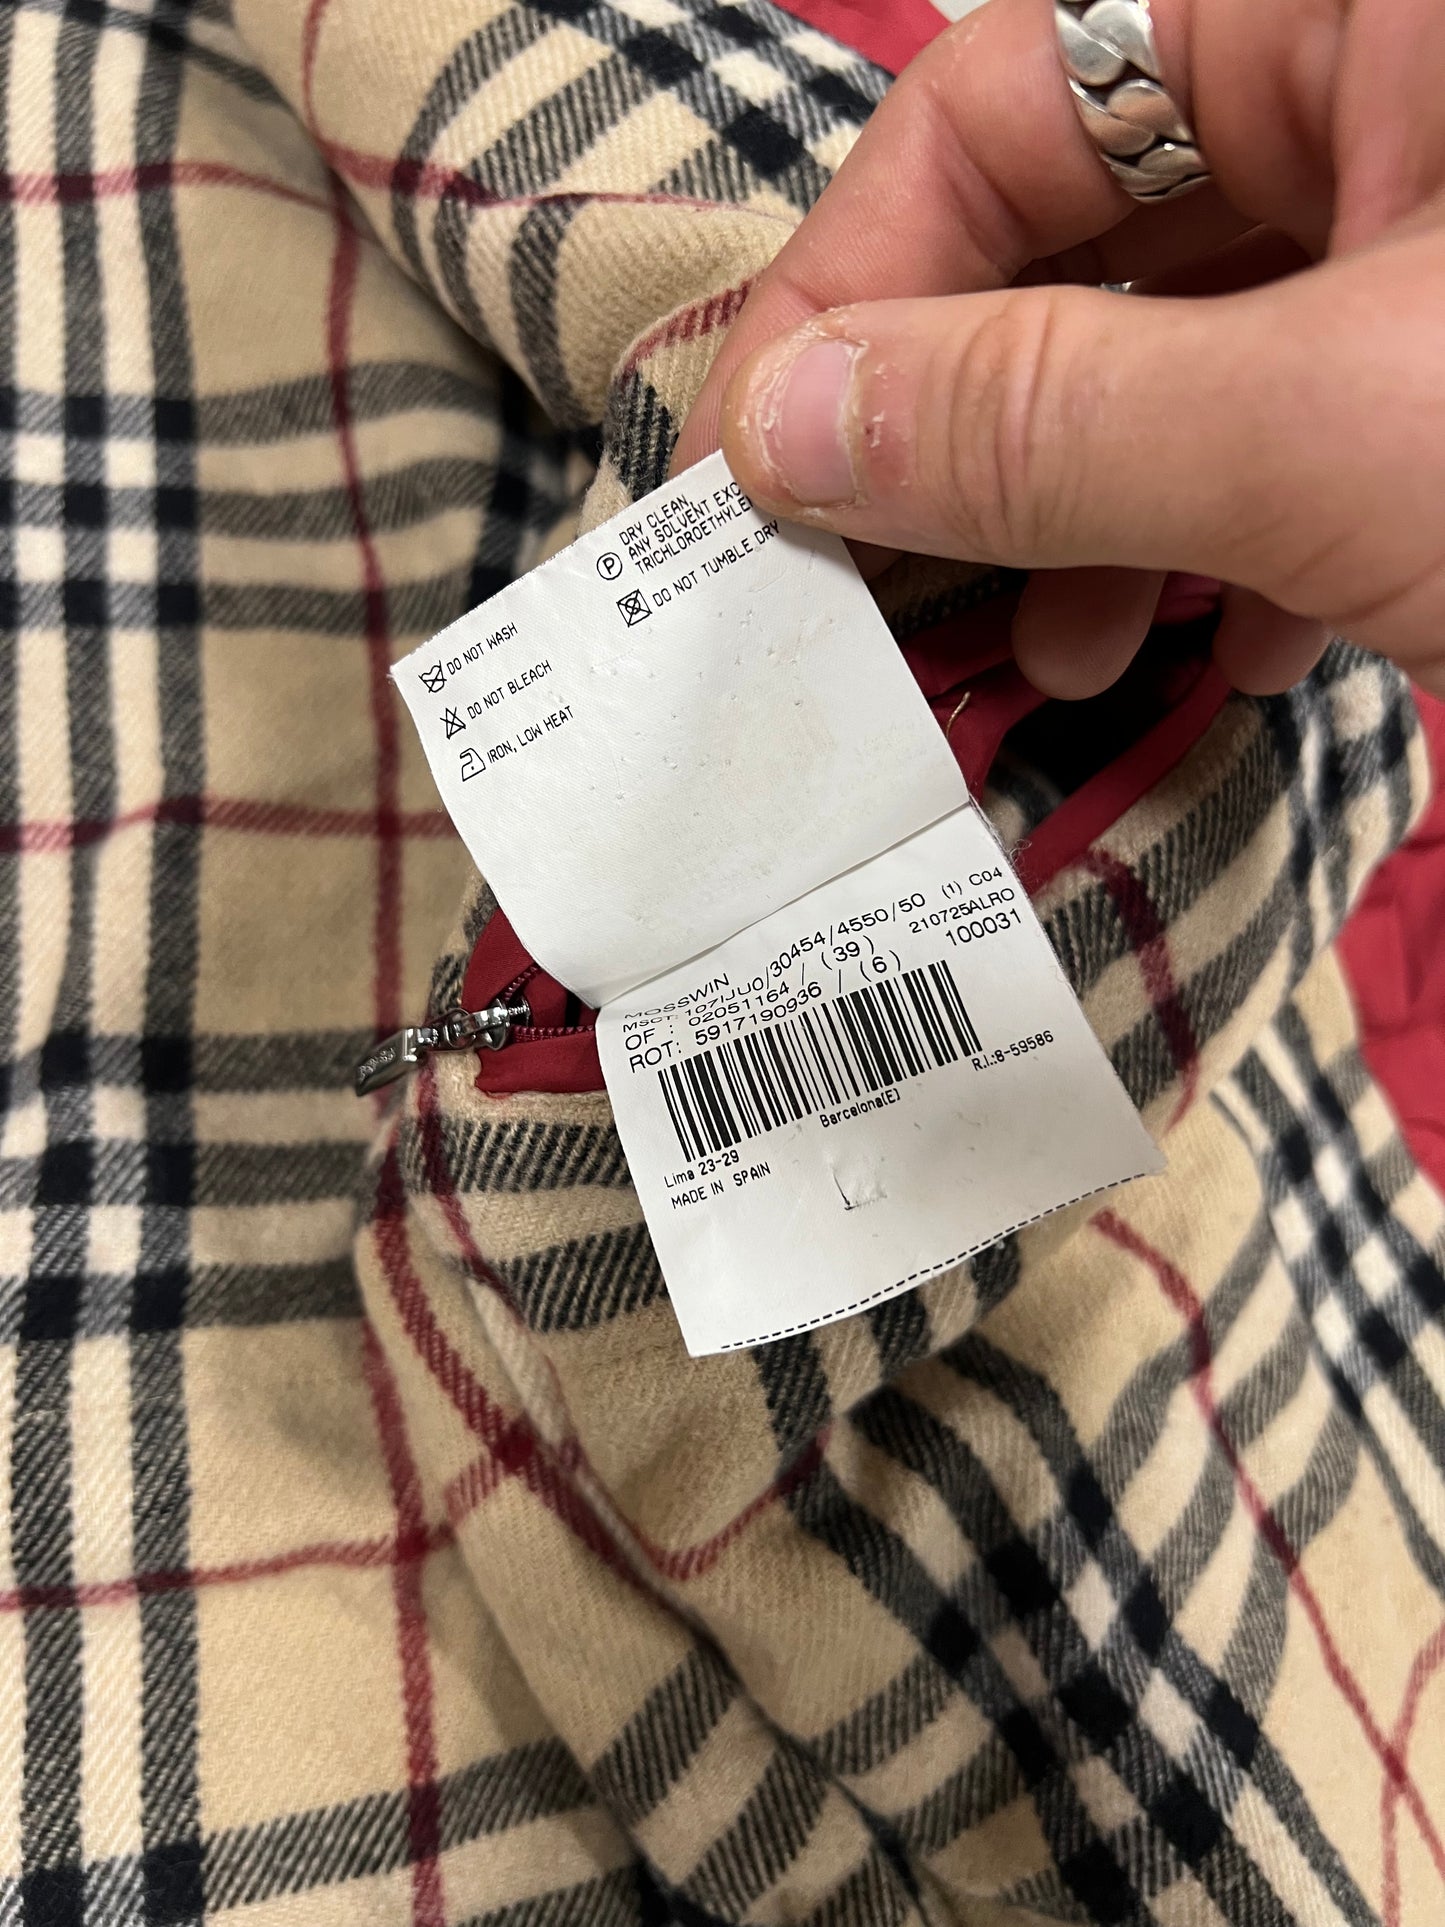 DRY CLEAN,
ANY SOLVENT EXC
TRICHLOROETHYLE
P
DO NOT TUMBLE DRY
DO NOT WASH
DO NOT BLEACH
IRON, LOW HEAT
MOSSWIN
MSCT: 107IJU0/30454/4550/50 (1) C04
OF : 02051164 / (39) 210725ALRO
ROT: 5917190936 / (6) 100031
Lima 23-29 Barcelona(E) R.I.:8-59586
MADE IN SPAIN